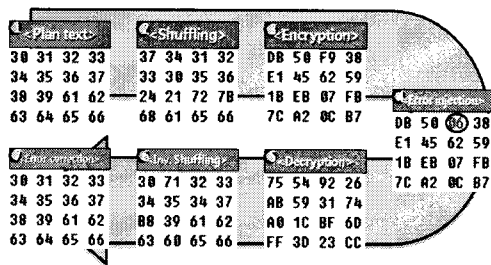 <Plan text>
30 31 32 33
34 35 36 37
38 39 61 62
63 64 65 66
<Shuffling>
37 34 31 32
33 30 35 36
24 21 72 7B
68 61 65 66
<Encryption>
DB 50 F9 38
E1 45 62 59
1B EB 07 FB
7C A2 0C B7
<Error injection>
DB 50 06 38
E1 45 62 59
1B EB 07 FB
7C A2 0C B7
<Error correction>
30 31 32 33
34 35 36 37
38 39 61 62
63 64 65 66
<Inv. Shuffling>
30 71 32 33
34 35 34 37
B8 39 61 62
63 60 65 66
<Decryption>
75 54 92 26
AB 59 31 74
A0 1C BF 6D
FF 3D 23 CC